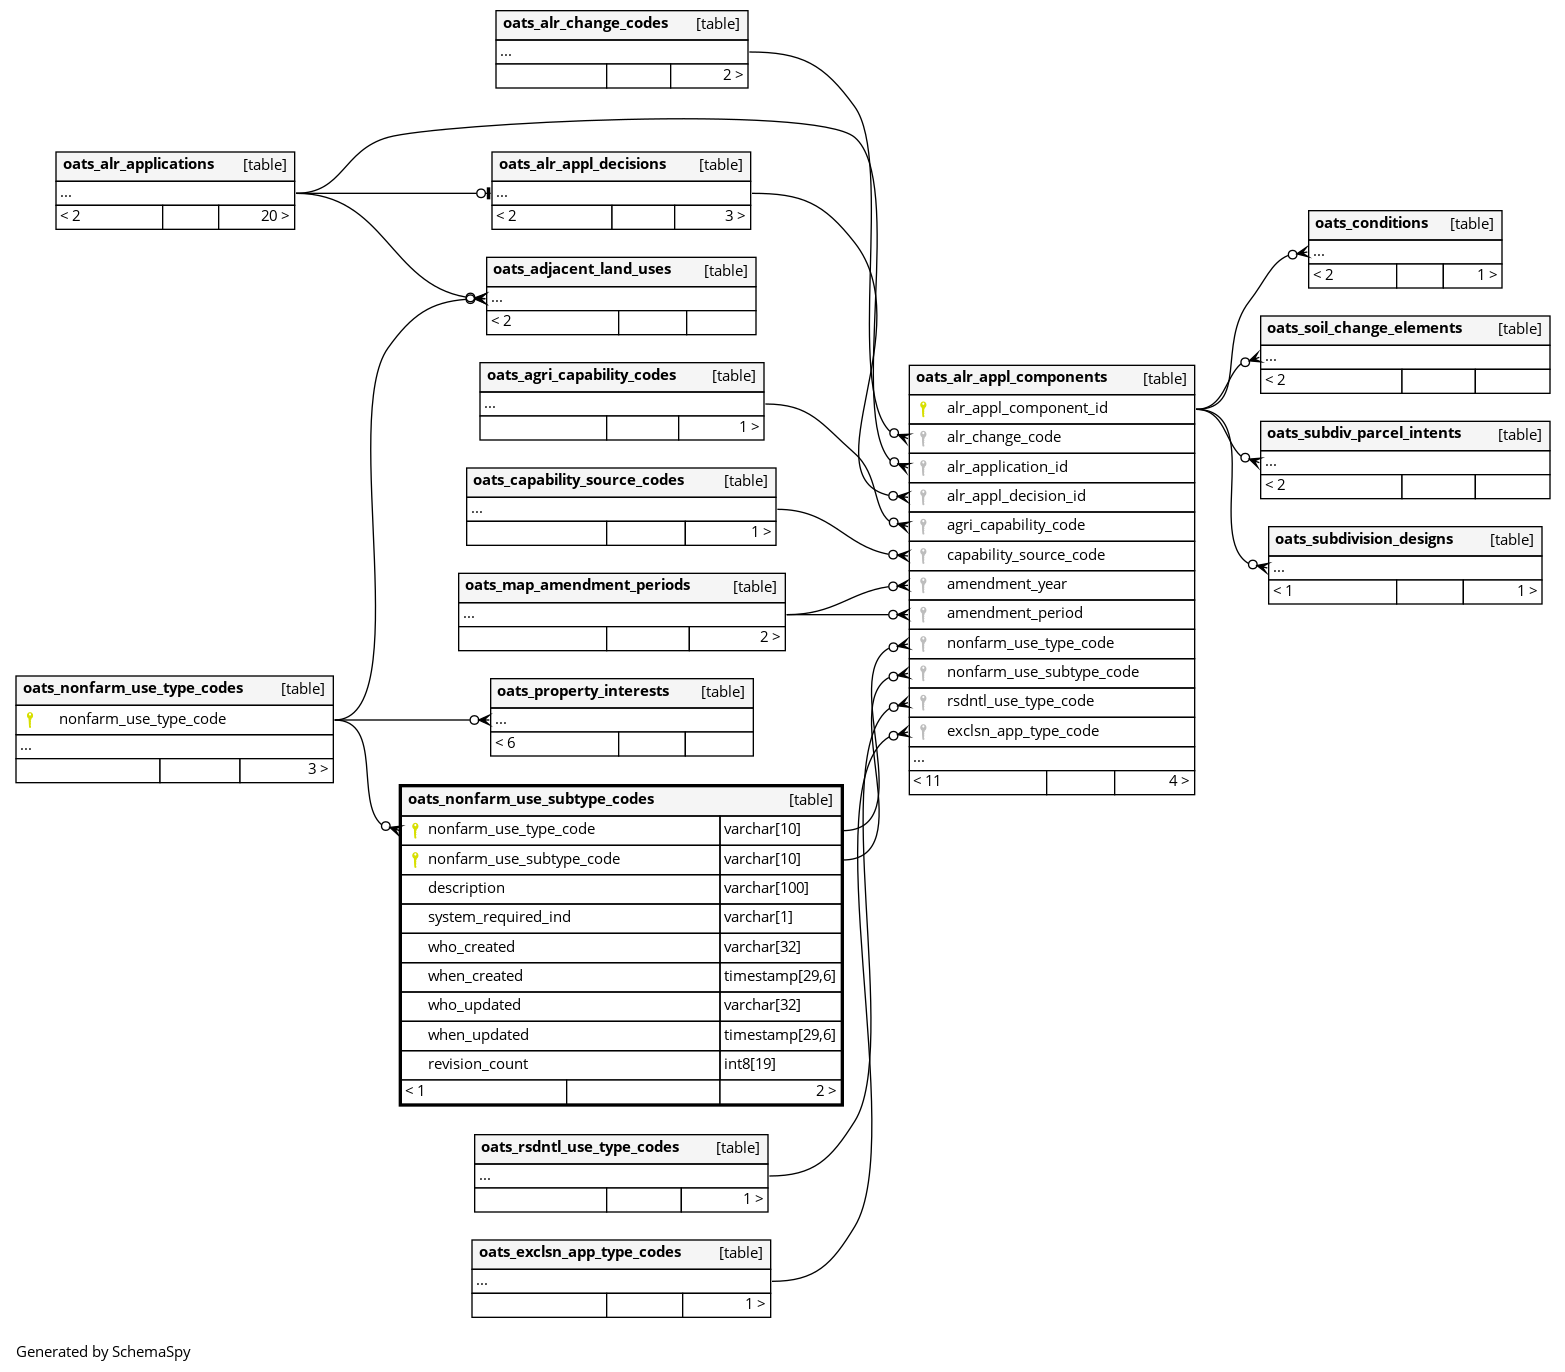 oats_alr_change_codes [table]
...
2 >
oats_alr_applications [table]
...
< 2 20 >
oats_alr_appl_decisions [table]
...
< 2 3 >
oats_adjacent_land_uses [table]
...
< 2
oats_agri_capability_codes [table]
...
1 >
oats_capability_source_codes [table]
...
1 >
oats_map_amendment_periods [table]
...
2 >
oats_nonfarm_use_type_codes [table]
nonfarm_use_type_code
...
3 >
oats_property_interests [table]
...
< 6
oats_nonfarm_use_subtype_codes [table]
nonfarm_use_type_code varchar[10]
nonfarm_use_subtype_code varchar[10]
description varchar[100]
system_required_ind varchar[1]
who_created varchar[32]
when_created timestamp[29,6]
who_updated varchar[32]
when_updated timestamp[29,6]
revision_count int8[19]
< 1 2 >
oats_rsdntl_use_type_codes [table]
...
1 >
oats_exclsn_app_type_codes [table]
...
1 >
oats_alr_appl_components [table]
alr_appl_component_id
alr_change_code
alr_application_id
alr_appl_decision_id
agri_capability_code
capability_source_code
amendment_year
amendment_period
nonfarm_use_type_code
nonfarm_use_subtype_code
rsdntl_use_type_code
exclsn_app_type_code
...
< 11 4 >
oats_conditions [table]
...
< 2 1 >
oats_soil_change_elements [table]
...
< 2
oats_subdiv_parcel_intents [table]
...
< 2
oats_subdivision_designs [table]
...
< 1 1 >
Generated by SchemaSpy